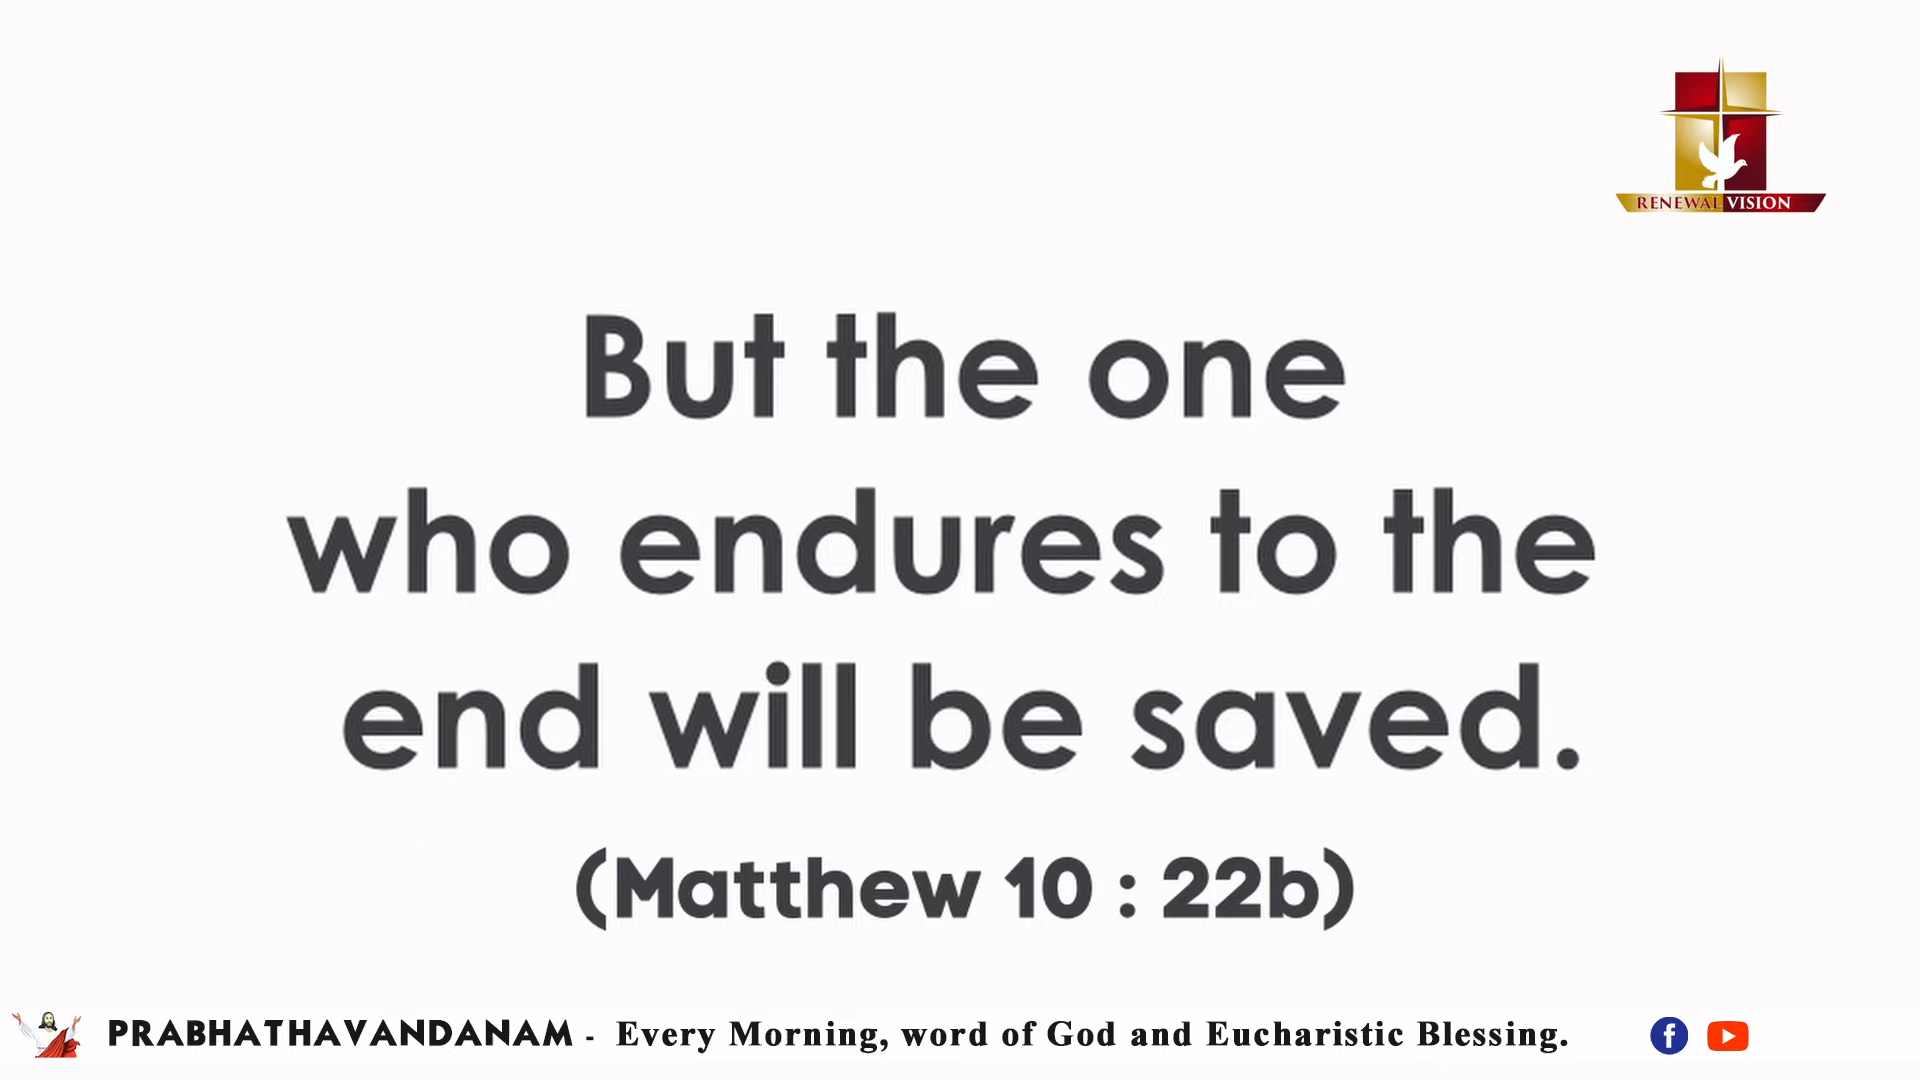 RENEWAL VISION
But the one
who endures to the
end will be saved.
(Matthew 10 : 22b)
PRABHATHAVANDANAM - Every Morning, word of God and Eucharistic Blessing.